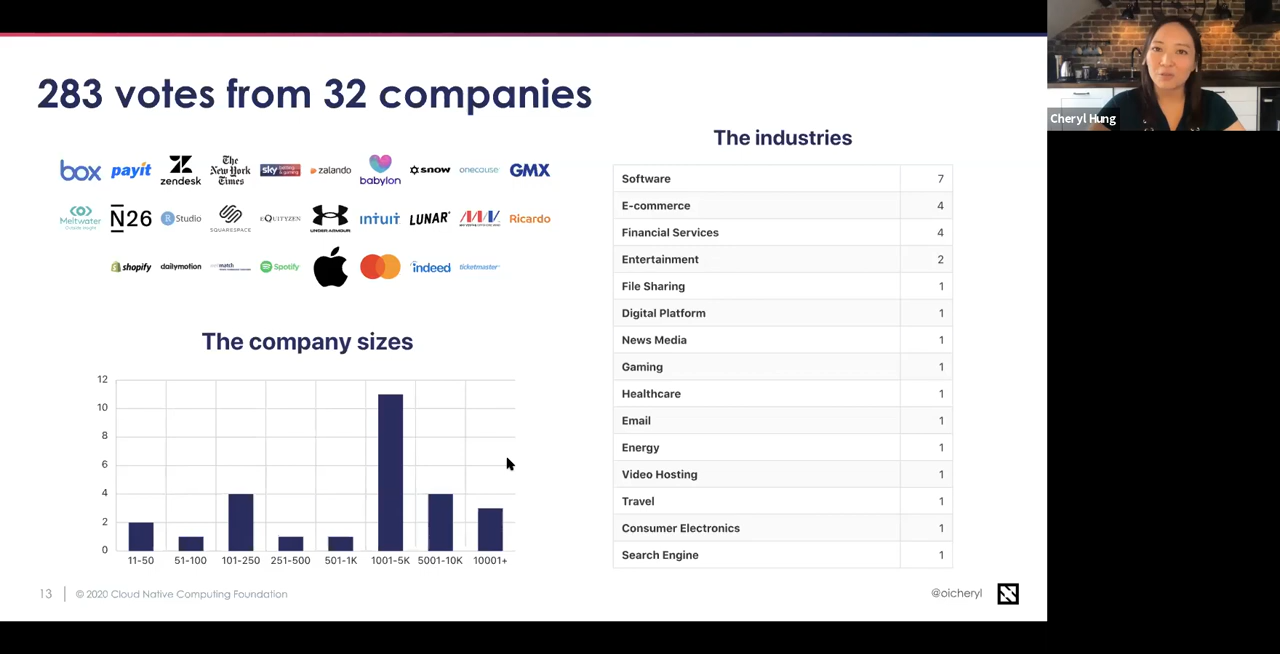 283 votes from 32 companies
box payit zendesk The New York Times sky betting & gaming zalando babylon snow onecause GMX
Meltwater N26 R Studio SQUARESPACE EQUITYZEN UNDER ARMOUR intuit LUNAR Ricardo
shopify dailymotion match Spotify indeed ticketmaster
The company sizes
12
10
8
6
4
2
0
11-50 51-100 101-250 251-500 501-1K 1001-5K 5001-10K 10001+
The industries
Software 7
E-commerce 4
Financial Services 4
Entertainment 2
File Sharing 1
Digital Platform 1
News Media 1
Gaming 1
Healthcare 1
Email 1
Energy 1
Video Hosting 1
Travel 1
Consumer Electronics 1
Search Engine 1
13 © 2020 Cloud Native Computing Foundation
@oicheryl
Cheryl Hung